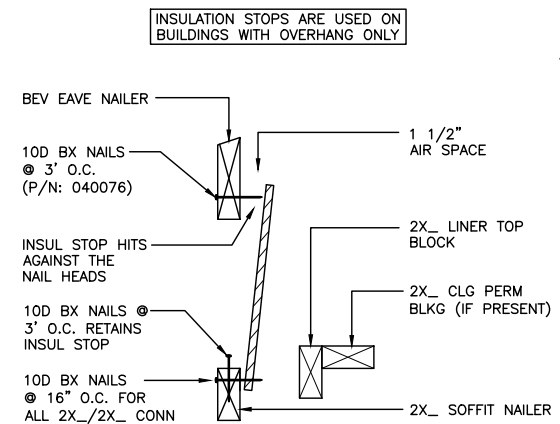 INSULATION STOPS ARE USED ON
BUILDINGS WITH OVERHANG ONLY
BEV EAVE NAILER
10D BX NAILS
@ 3' O.C.
(P/N: 040076)
INSUL STOP HITS
AGAINST THE
NAIL HEADS
10D BX NAILS @
3' O.C. RETAINS
INSUL STOP
10D BX NAILS
@ 16" O.C. FOR
ALL 2X_/2X_ CONN
1 1/2"
AIR SPACE
2X_ LINER TOP
BLOCK
2X_ CLG PERM
BLKG (IF PRESENT)
2X_ SOFFIT NAILER